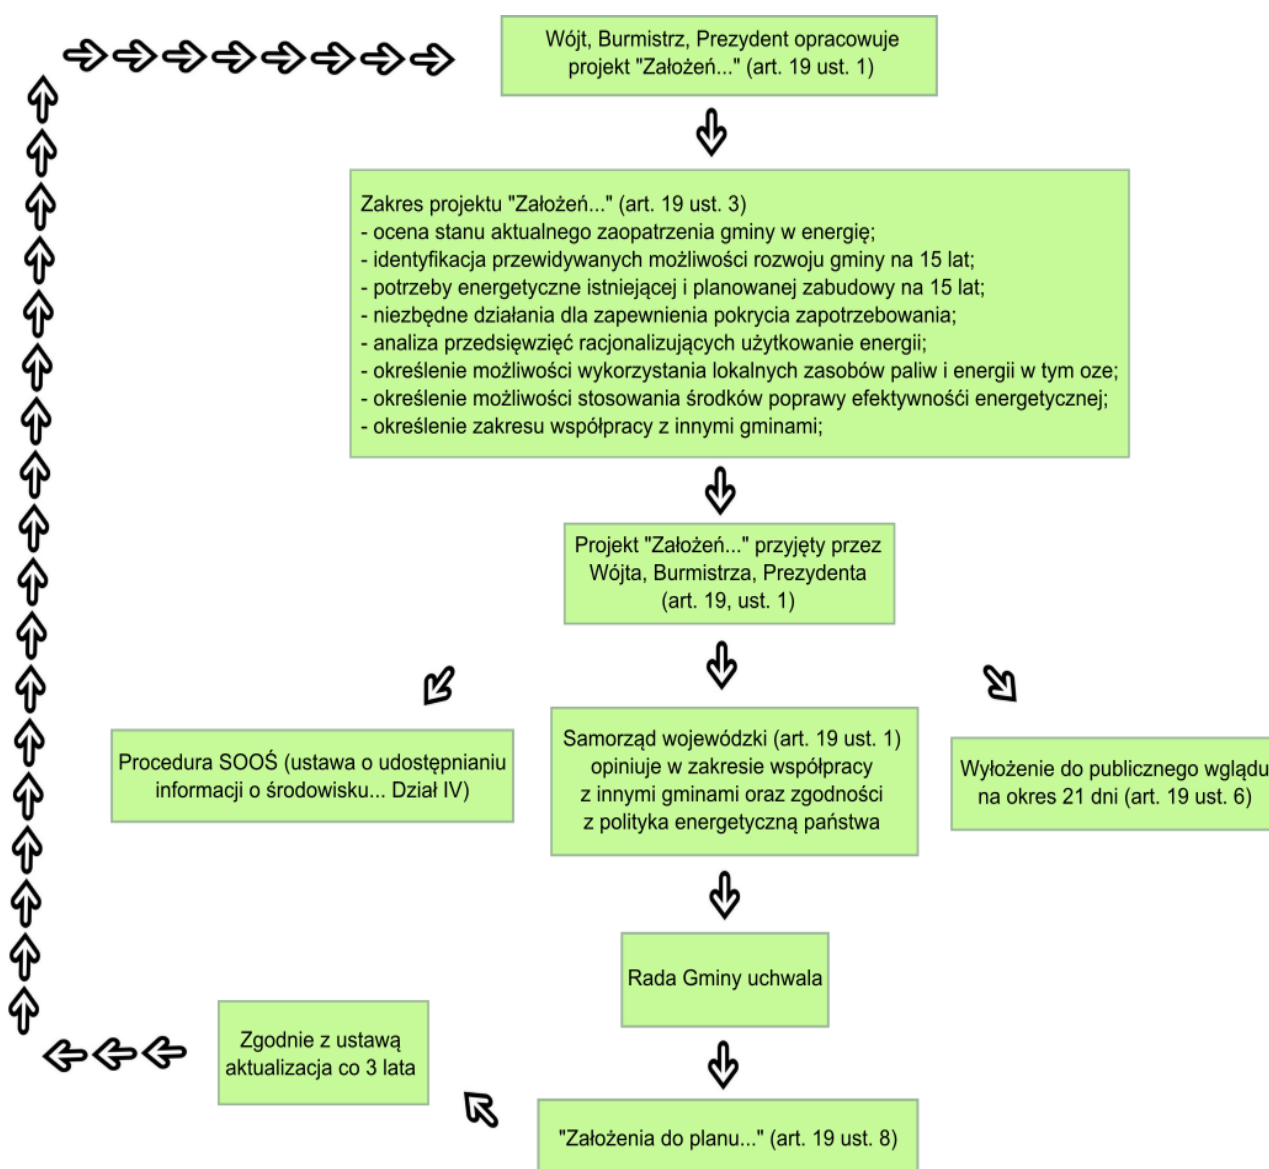 Wójt, Burmistrz, Prezydent opracowuje
projekt "Założeń..." (art. 19 ust. 1)
Zakres projektu "Założeń..." (art. 19 ust. 3)
- ocena stanu aktualnego zaopatrzenia gminy w energię;
- identyfikacja przewidywanych możliwości rozwoju gminy na 15 lat;
- potrzeby energetyczne istniejącej i planowanej zabudowy na 15 lat;
- niezbędne działania dla zapewnienia pokrycia zapotrzebowania;
- analiza przedsięwzięć racjonalizujących użytkowanie energii;
- określenie możliwości wykorzystania lokalnych zasobów paliw i energii w tym oze;
- określenie możliwości stosowania środków poprawy efektywnośći energetycznej;
- określenie zakresu współpracy z innymi gminami;
Projekt "Założeń..." przyjęty przez
Wójta, Burmistrza, Prezydenta
(art. 19, ust. 1)
Procedura SOOŚ (ustawa o udostępnianiu
informacji o środowisku... Dział IV)
Samorząd wojewódzki (art. 19 ust. 1)
opiniuje w zakresie współpracy
z innymi gminami oraz zgodności
z polityka energetyczną państwa
Wyłożenie do publicznego wglądu
na okres 21 dni (art. 19 ust. 6)
Rada Gminy uchwala
Zgodnie z ustawą
aktualizacja co 3 lata
"Założenia do planu..." (art. 19 ust. 8)